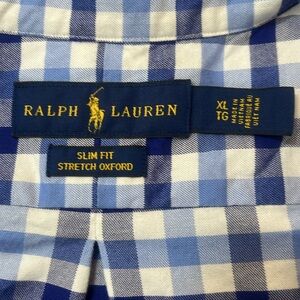 RALPH LAUREN
SLIM FIT
STRETCH OXFORD
XL
TG
MADE IN
VIETNAM
FABRIQUÉ AU
VIET NAM